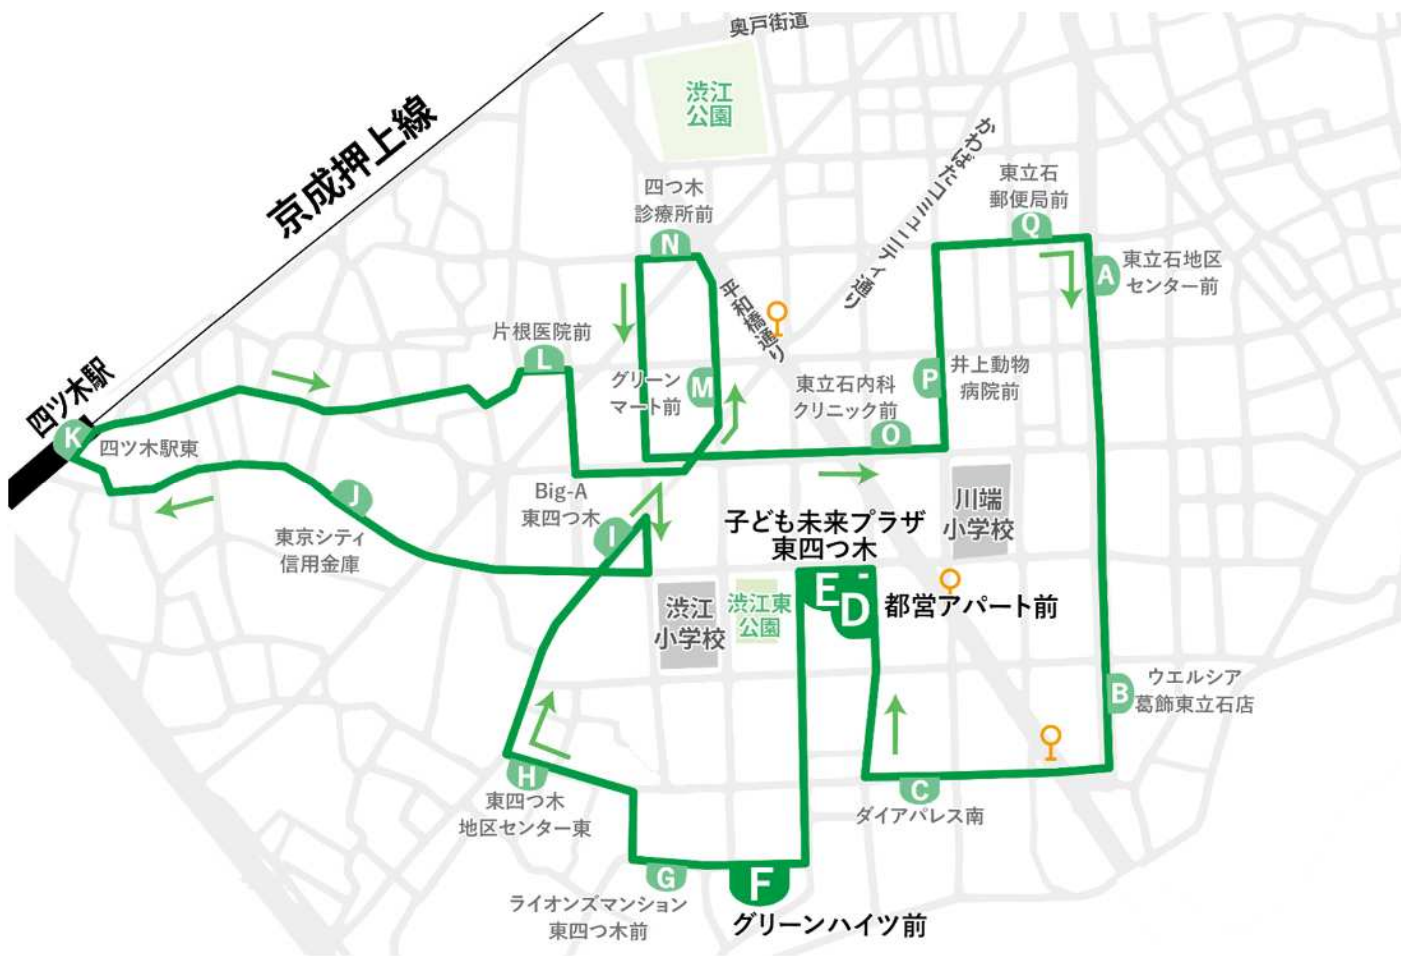 奥戸街道
渋江
公園
京成押上線
かわばたコミュニティ通り
東立石
郵便局前
Q
四つ木
診療所前
N
A
東立石地区
センター前
平和橋通り
片根医院前
L
グリーン
マート前
M
東立石内科
クリニック前
O
P
井上動物
病院前
四ツ木駅
K
四ツ木駅東
J
東京シティ
信用金庫
Big-A
東四つ木
I
川端
小学校
子ども未来プラザ
東四つ木
E
D
都営アパート前
渋江
小学校
渋江東
公園
B
ウエルシア
葛飾東立石店
H
東四つ木
地区センター東
C
ダイアパレス南
G
ライオンズマンション
東四つ木前
F
グリーンハイツ前